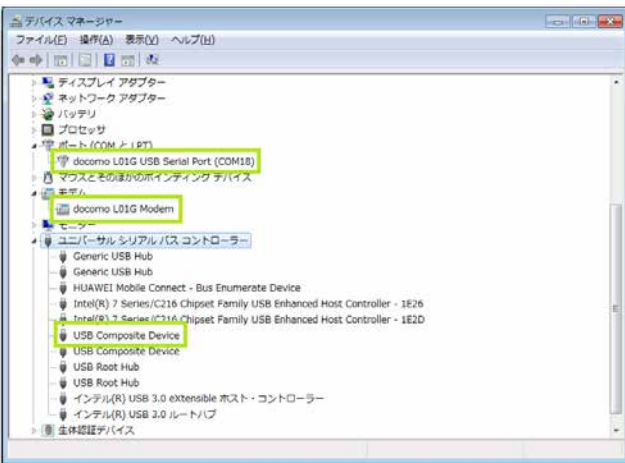 デバイス マネージャー
ファイル(F) 操作(A) 表示(V) ヘルプ(H)
ディスプレイ アダプター
ネットワーク アダプター
バッテリ
プロセッサ
ポート (COM と LPT)
docomo L01G USB Serial Port (COM18)
マウスとそのほかのポインティング デバイス
モデム
docomo L01G Modem
モニター
ユニバーサル シリアル バス コントローラー
Generic USB Hub
Generic USB Hub
HUAWEI Mobile Connect - Bus Enumerate Device
Intel(R) 7 Series/C216 Chipset Family USB Enhanced Host Controller - 1E26
Intel(R) 7 Series/C216 Chipset Family USB Enhanced Host Controller - 1E2D
USB Composite Device
USB Composite Device
USB Root Hub
USB Root Hub
インテル(R) USB 3.0 eXtensible ホスト・コントローラー
インテル(R) USB 3.0 ルートハブ
生体認証デバイス